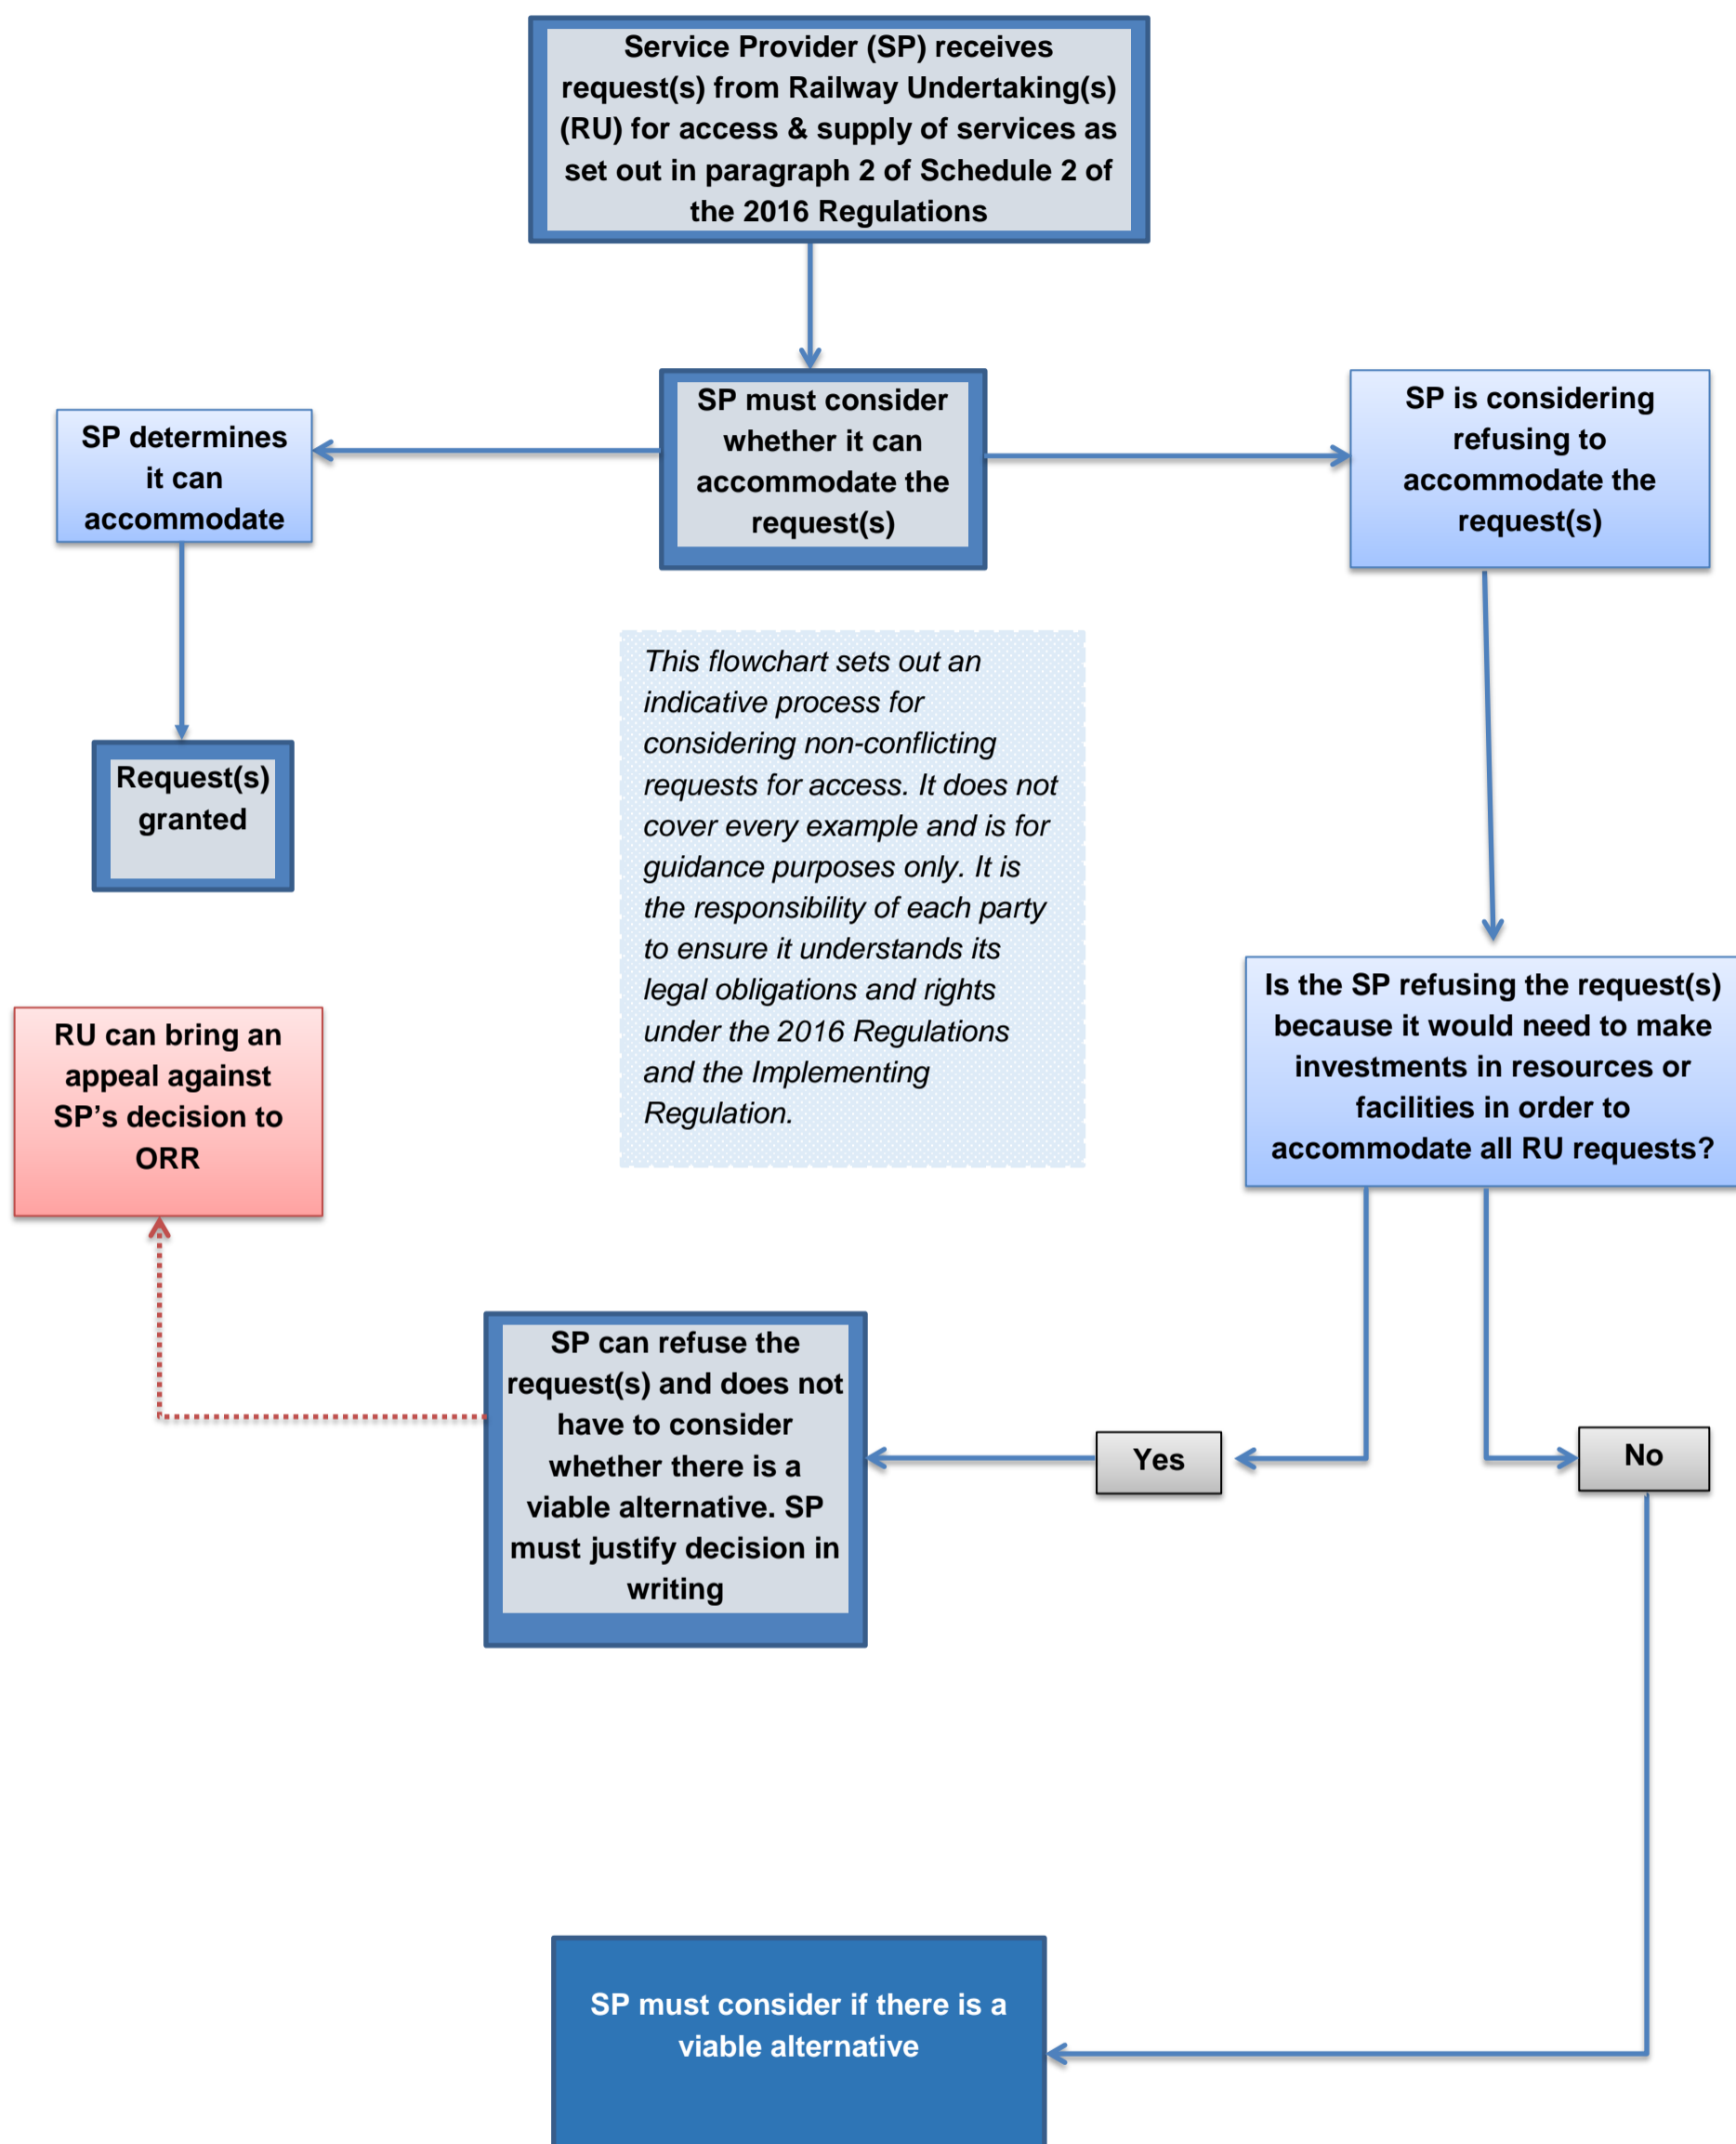 Service Provider (SP) receives
request(s) from Railway Undertaking(s)
(RU) for access & supply of services as
set out in paragraph 2 of Schedule 2 of
the 2016 Regulations
SP determines
it can
accommodate
SP must consider
whether it can
accommodate the
request(s)
SP is considering
refusing to
accommodate the
request(s)
Request(s)
granted
This flowchart sets out an
indicative process for
considering non-conflicting
requests for access. It does not
cover every example and is for
guidance purposes only. It is
the responsibility of each party
to ensure it understands its
legal obligations and rights
under the 2016 Regulations
and the Implementing
Regulation.
RU can bring an
appeal against
SP’s decision to
ORR
Is the SP refusing the request(s)
because it would need to make
investments in resources or
facilities in order to
accommodate all RU requests?
SP can refuse the
request(s) and does not
have to consider
whether there is a
viable alternative. SP
must justify decision in
writing
Yes
No
SP must consider if there is a
viable alternative